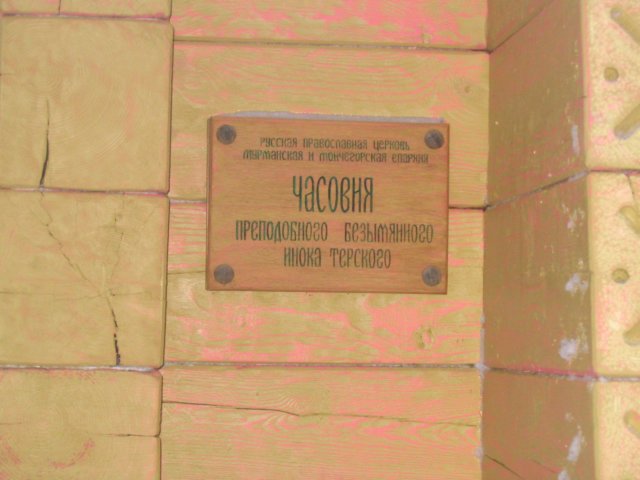 РУССКАЯ ПРАВОСЛАВНАЯ ЦЕРКОВЬ
МУРМАНСКАЯ И МОНЧЕГОРСКАЯ ЕПАРХИЯ
ЧАСОВНЯ
ПРЕПОДОБНОГО БЕЗЫМЯННОГО
ИНОКА ТЕРСКОГО